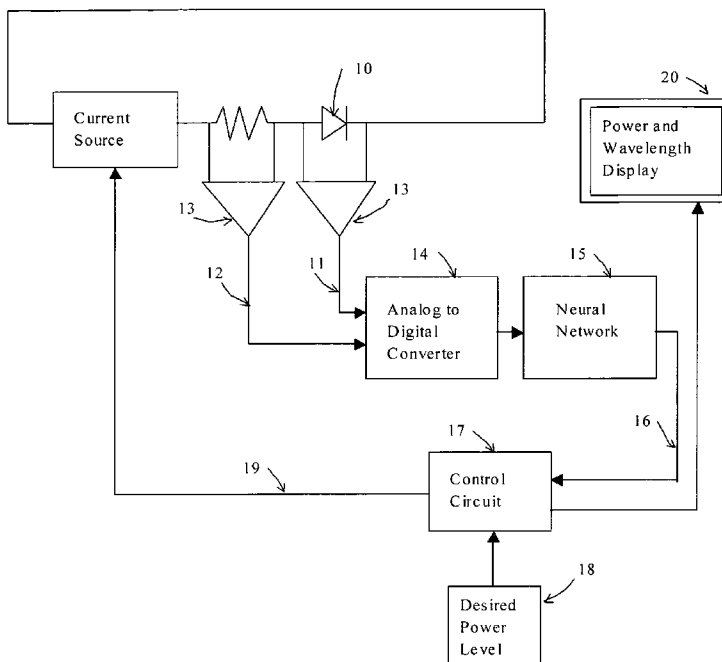 10
20
Current
Source
Power and
Wavelength
Display
13
13
12
11
14
15
Analog to
Digital
Converter
Neural
Network
16
17
19
Control
Circuit
18
Desired
Power
Level